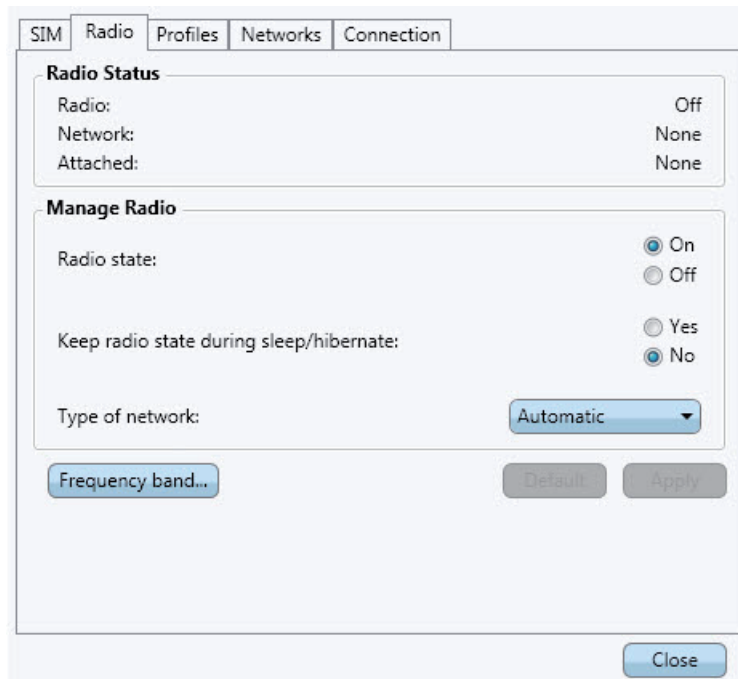 SIM Radio Profiles Networks Connection
Radio Status
Radio: Off
Network: None
Attached: None
Manage Radio
Radio state: On
Off
Keep radio state during sleep/hibernate: Yes
No
Type of network: Automatic
Frequency band... Default Apply
Close